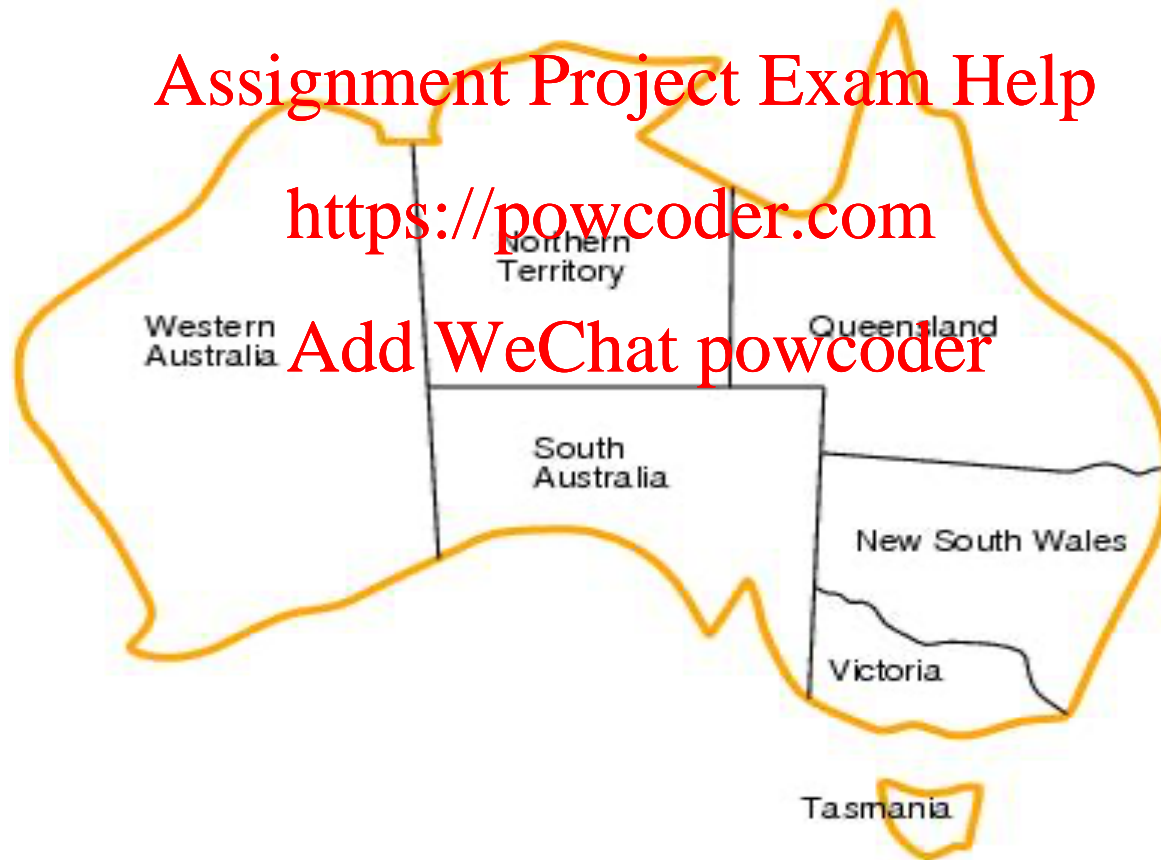 Assignment Project Exam Help
https://powcoder.com
Northern
Territory
Western
Australia
Queensland
Add WeChat powcoder
South
Australia
New South Wales
Victoria
Tasmania